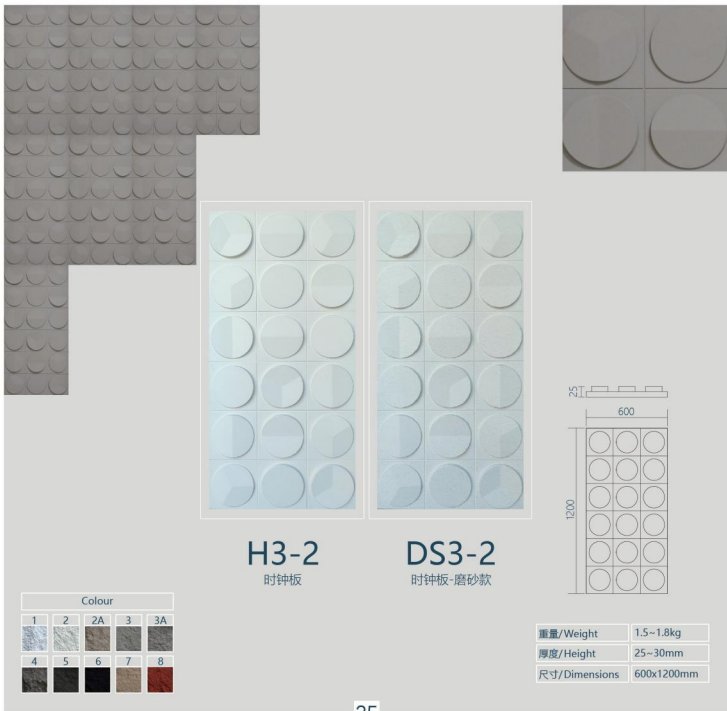 25
600
1200
H3-2
时钟板
DS3-2
时钟板-磨砂款
Colour
1 2 2A 3 3A
4 5 6 7 8
重量/Weight 1.5~1.8kg
厚度/Height 25~30mm
尺寸/Dimensions 600x1200mm